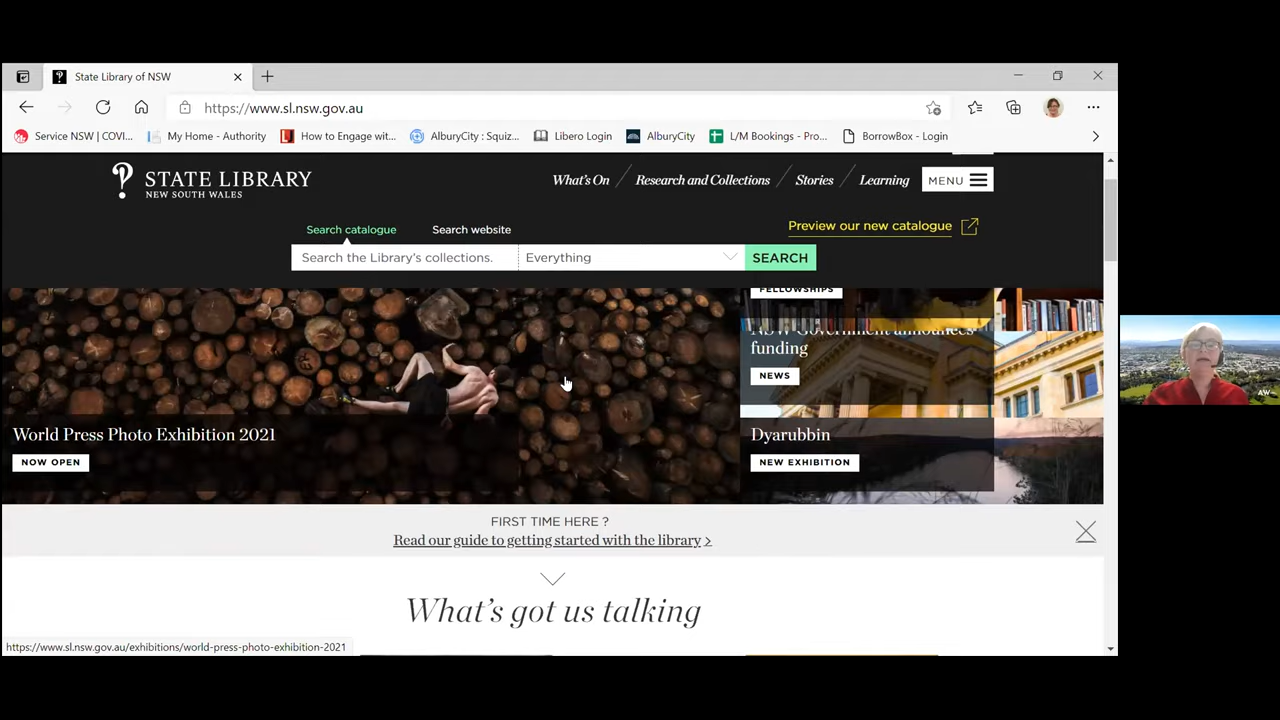 State Library of NSW
https://www.sl.nsw.gov.au
Service NSW | COVI...
My Home - Authority
How to Engage wit...
AlburyCity : Squiz...
Libero Login
AlburyCity
L/M Bookings - Pro...
BorrowBox - Login
STATE LIBRARY
NEW SOUTH WALES
What's On
Research and Collections
Stories
Learning
MENU
Search catalogue
Search website
Preview our new catalogue
Search the Library's collections.
Everything
SEARCH
FELLOWSHIPS
NSW Government announces
funding
NEWS
World Press Photo Exhibition 2021
NOW OPEN
Dyarubbin
NEW EXHIBITION
FIRST TIME HERE ?
Read our guide to getting started with the library >
What's got us talking
https://www.sl.nsw.gov.au/exhibitions/world-press-photo-exhibition-2021
AW